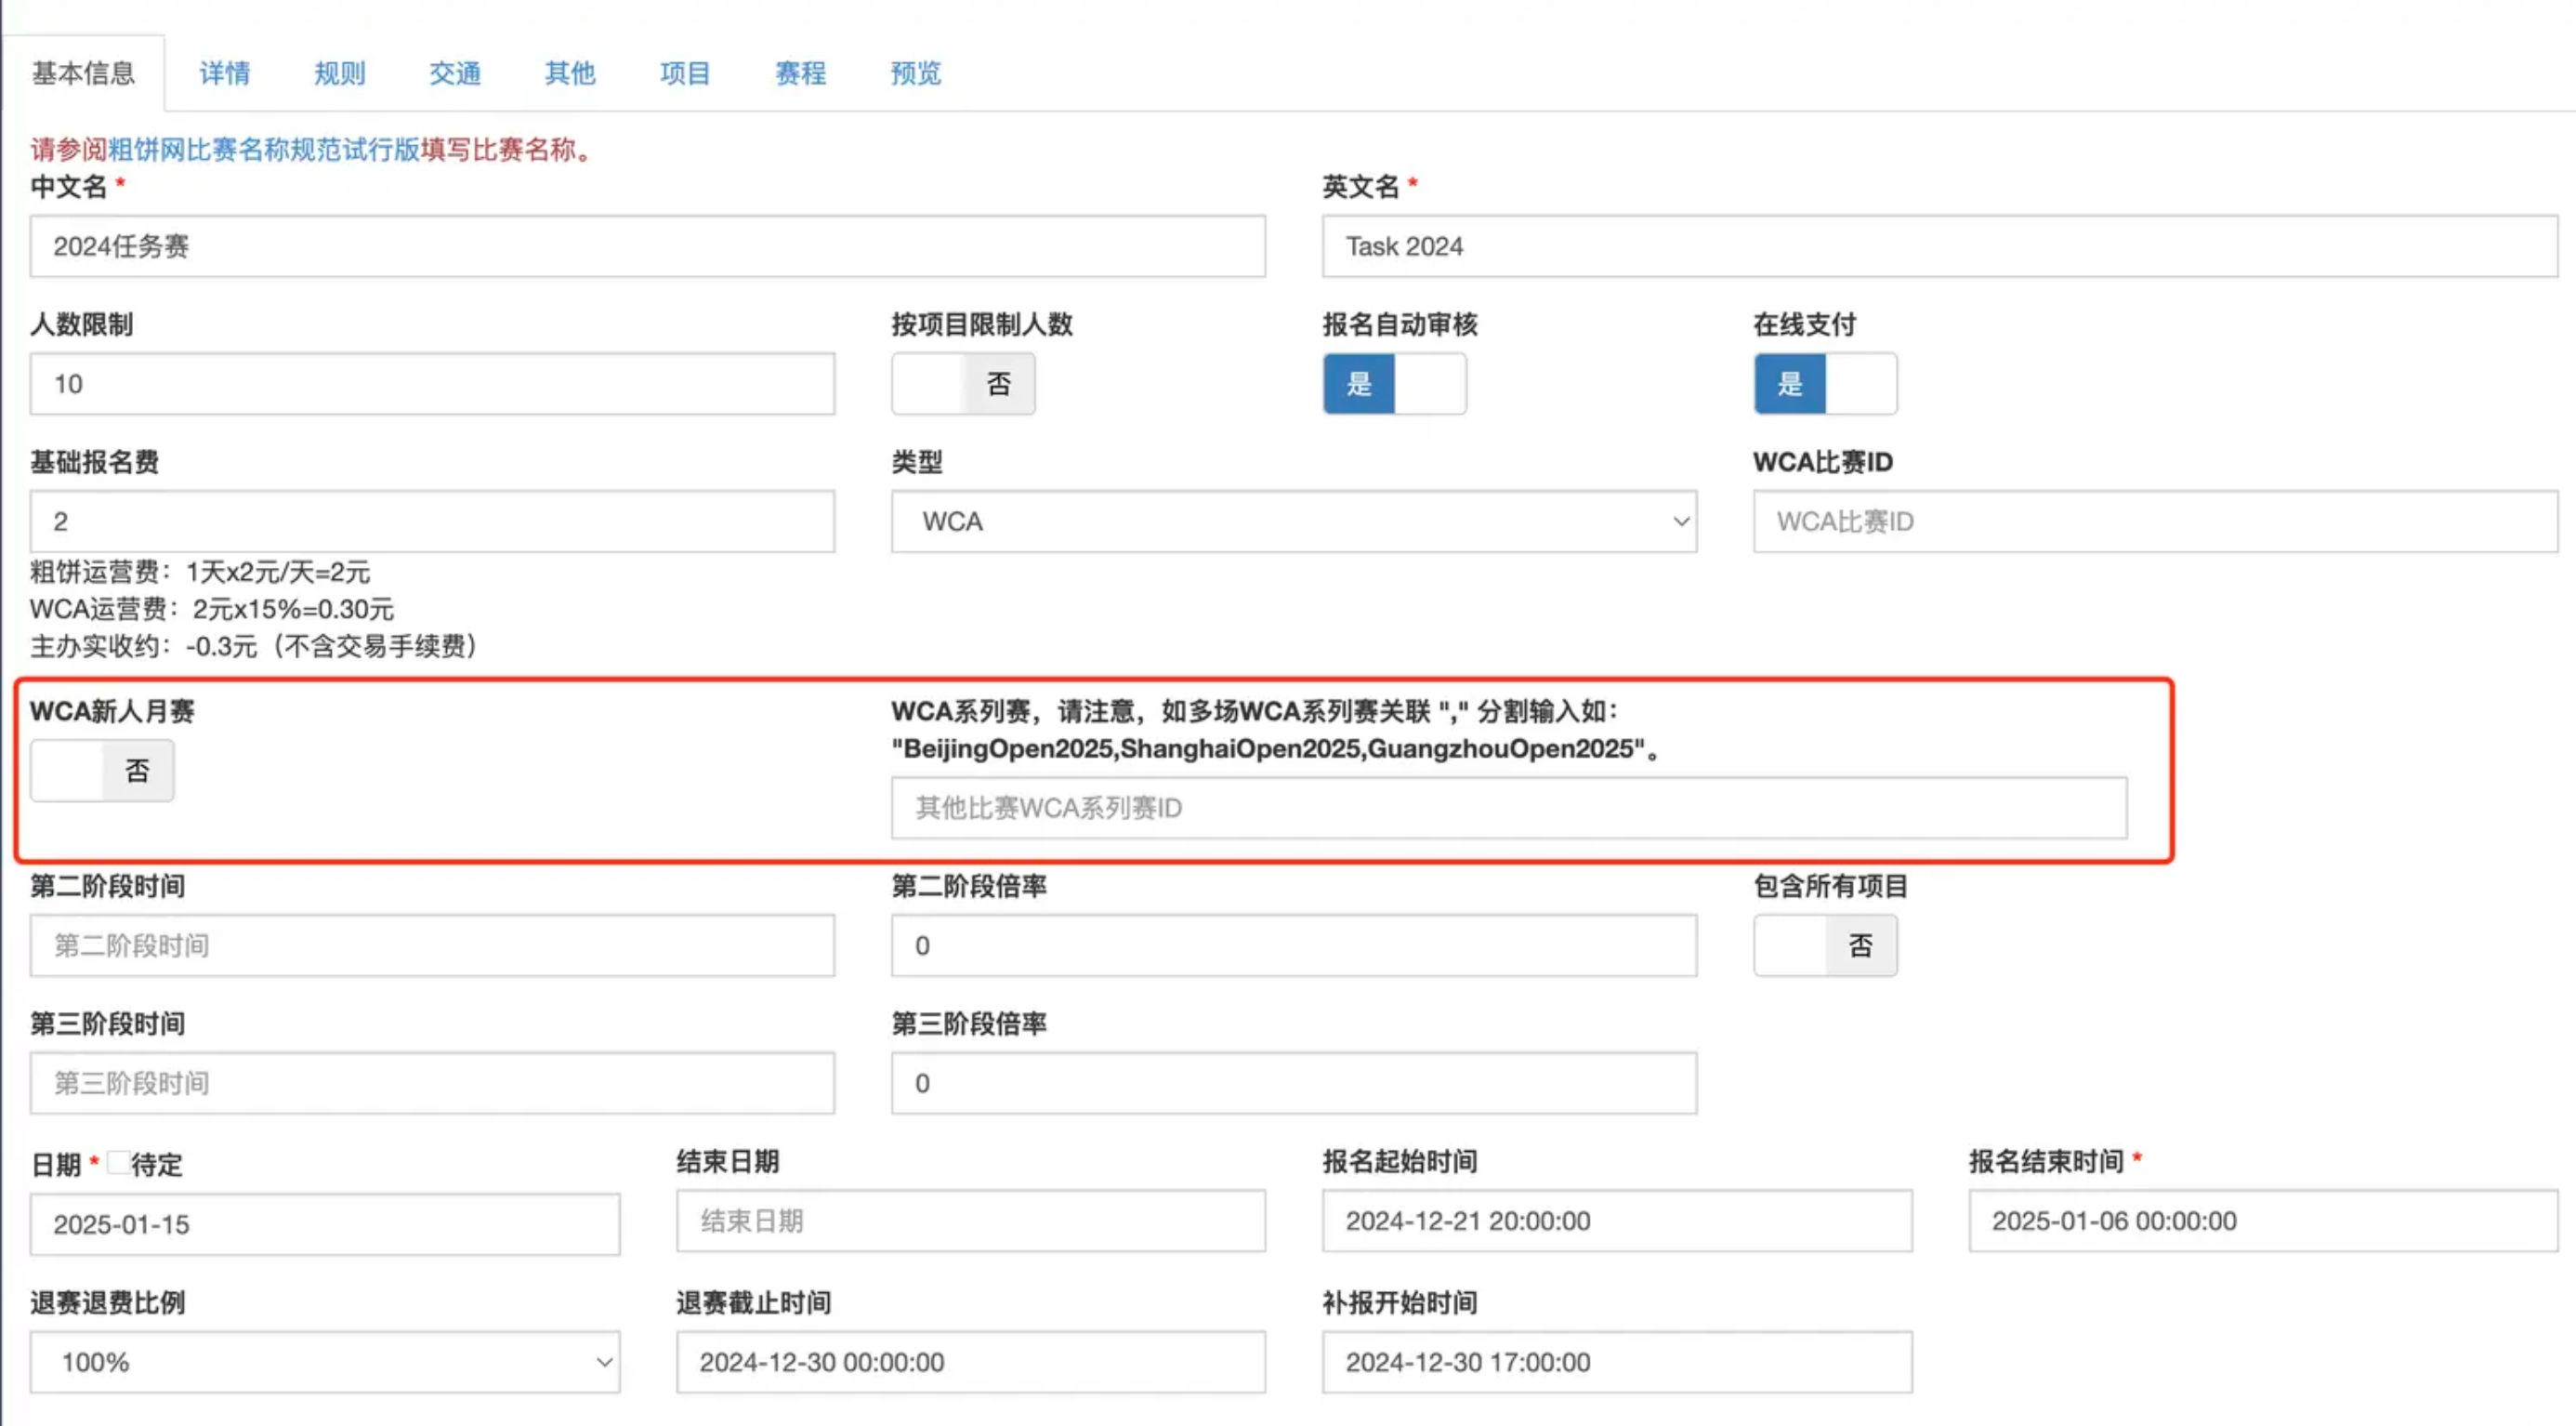 基本信息 详情 规则 交通 其他 项目 赛程 预览
请参阅粗饼网比赛名称规范试行版填写比赛名称。
中文名 * 英文名 *
2024任务赛 Task 2024
人数限制 按项目限制人数 报名自动审核 在线支付
10 否 是 是
基础报名费 类型 WCA比赛ID
2 WCA WCA比赛ID
粗饼运营费：1天x2元/天=2元
WCA运营费：2元x15%=0.30元
主办实收约：-0.3元（不含交易手续费）
WCA新人月赛 WCA系列赛，请注意，如多场WCA系列赛关联 "," 分割输入如：
"BeijingOpen2025,ShanghaiOpen2025,GuangzhouOpen2025"。
否 其他比赛WCA系列赛ID
第二阶段时间 第二阶段倍率 包含所有项目
第二阶段时间 0 否
第三阶段时间 第三阶段倍率
第三阶段时间 0
日期 * 待定 结束日期 报名起始时间 报名结束时间 *
2025-01-15 结束日期 2024-12-21 20:00:00 2025-01-06 00:00:00
退赛退费比例 退赛截止时间 补报开始时间
100% 2024-12-30 00:00:00 2024-12-30 17:00:00